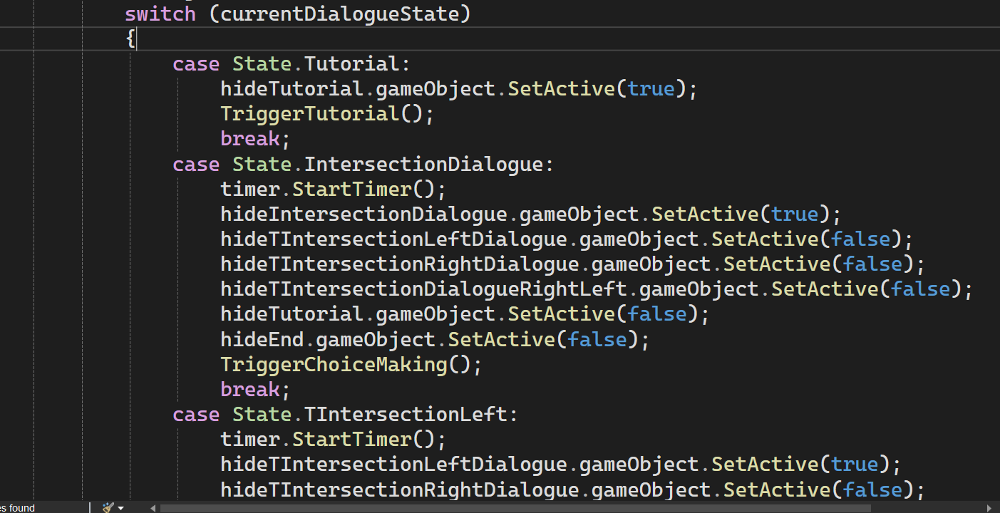 switch (currentDialogueState)
{
case State.Tutorial:
hideTutorial.gameObject.SetActive(true);
TriggerTutorial();
break;
case State.IntersectionDialogue:
timer.StartTimer();
hideIntersectionDialogue.gameObject.SetActive(true);
hideTIntersectionLeftDialogue.gameObject.SetActive(false);
hideTIntersectionRightDialogue.gameObject.SetActive(false);
hideTIntersectionDialogueRightLeft.gameObject.SetActive(false);
hideTutorial.gameObject.SetActive(false);
hideEnd.gameObject.SetActive(false);
TriggerChoiceMaking();
break;
case State.TIntersectionLeft:
timer.StartTimer();
hideTIntersectionLeftDialogue.gameObject.SetActive(true);
hideTIntersectionRightDialogue.gameObject.SetActive(false);
es found